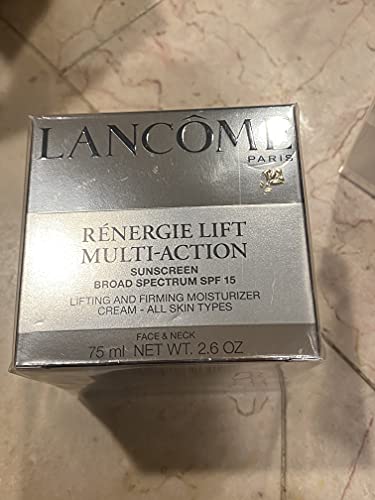 LANCÔME
PARIS
RÉNERGIE LIFT
MULTI-ACTION
SUNSCREEN
BROAD SPECTRUM SPF 15
LIFTING AND FIRMING MOISTURIZER
CREAM - ALL SKIN TYPES
FACE & NECK
75 ml NET WT. 2.6 OZ